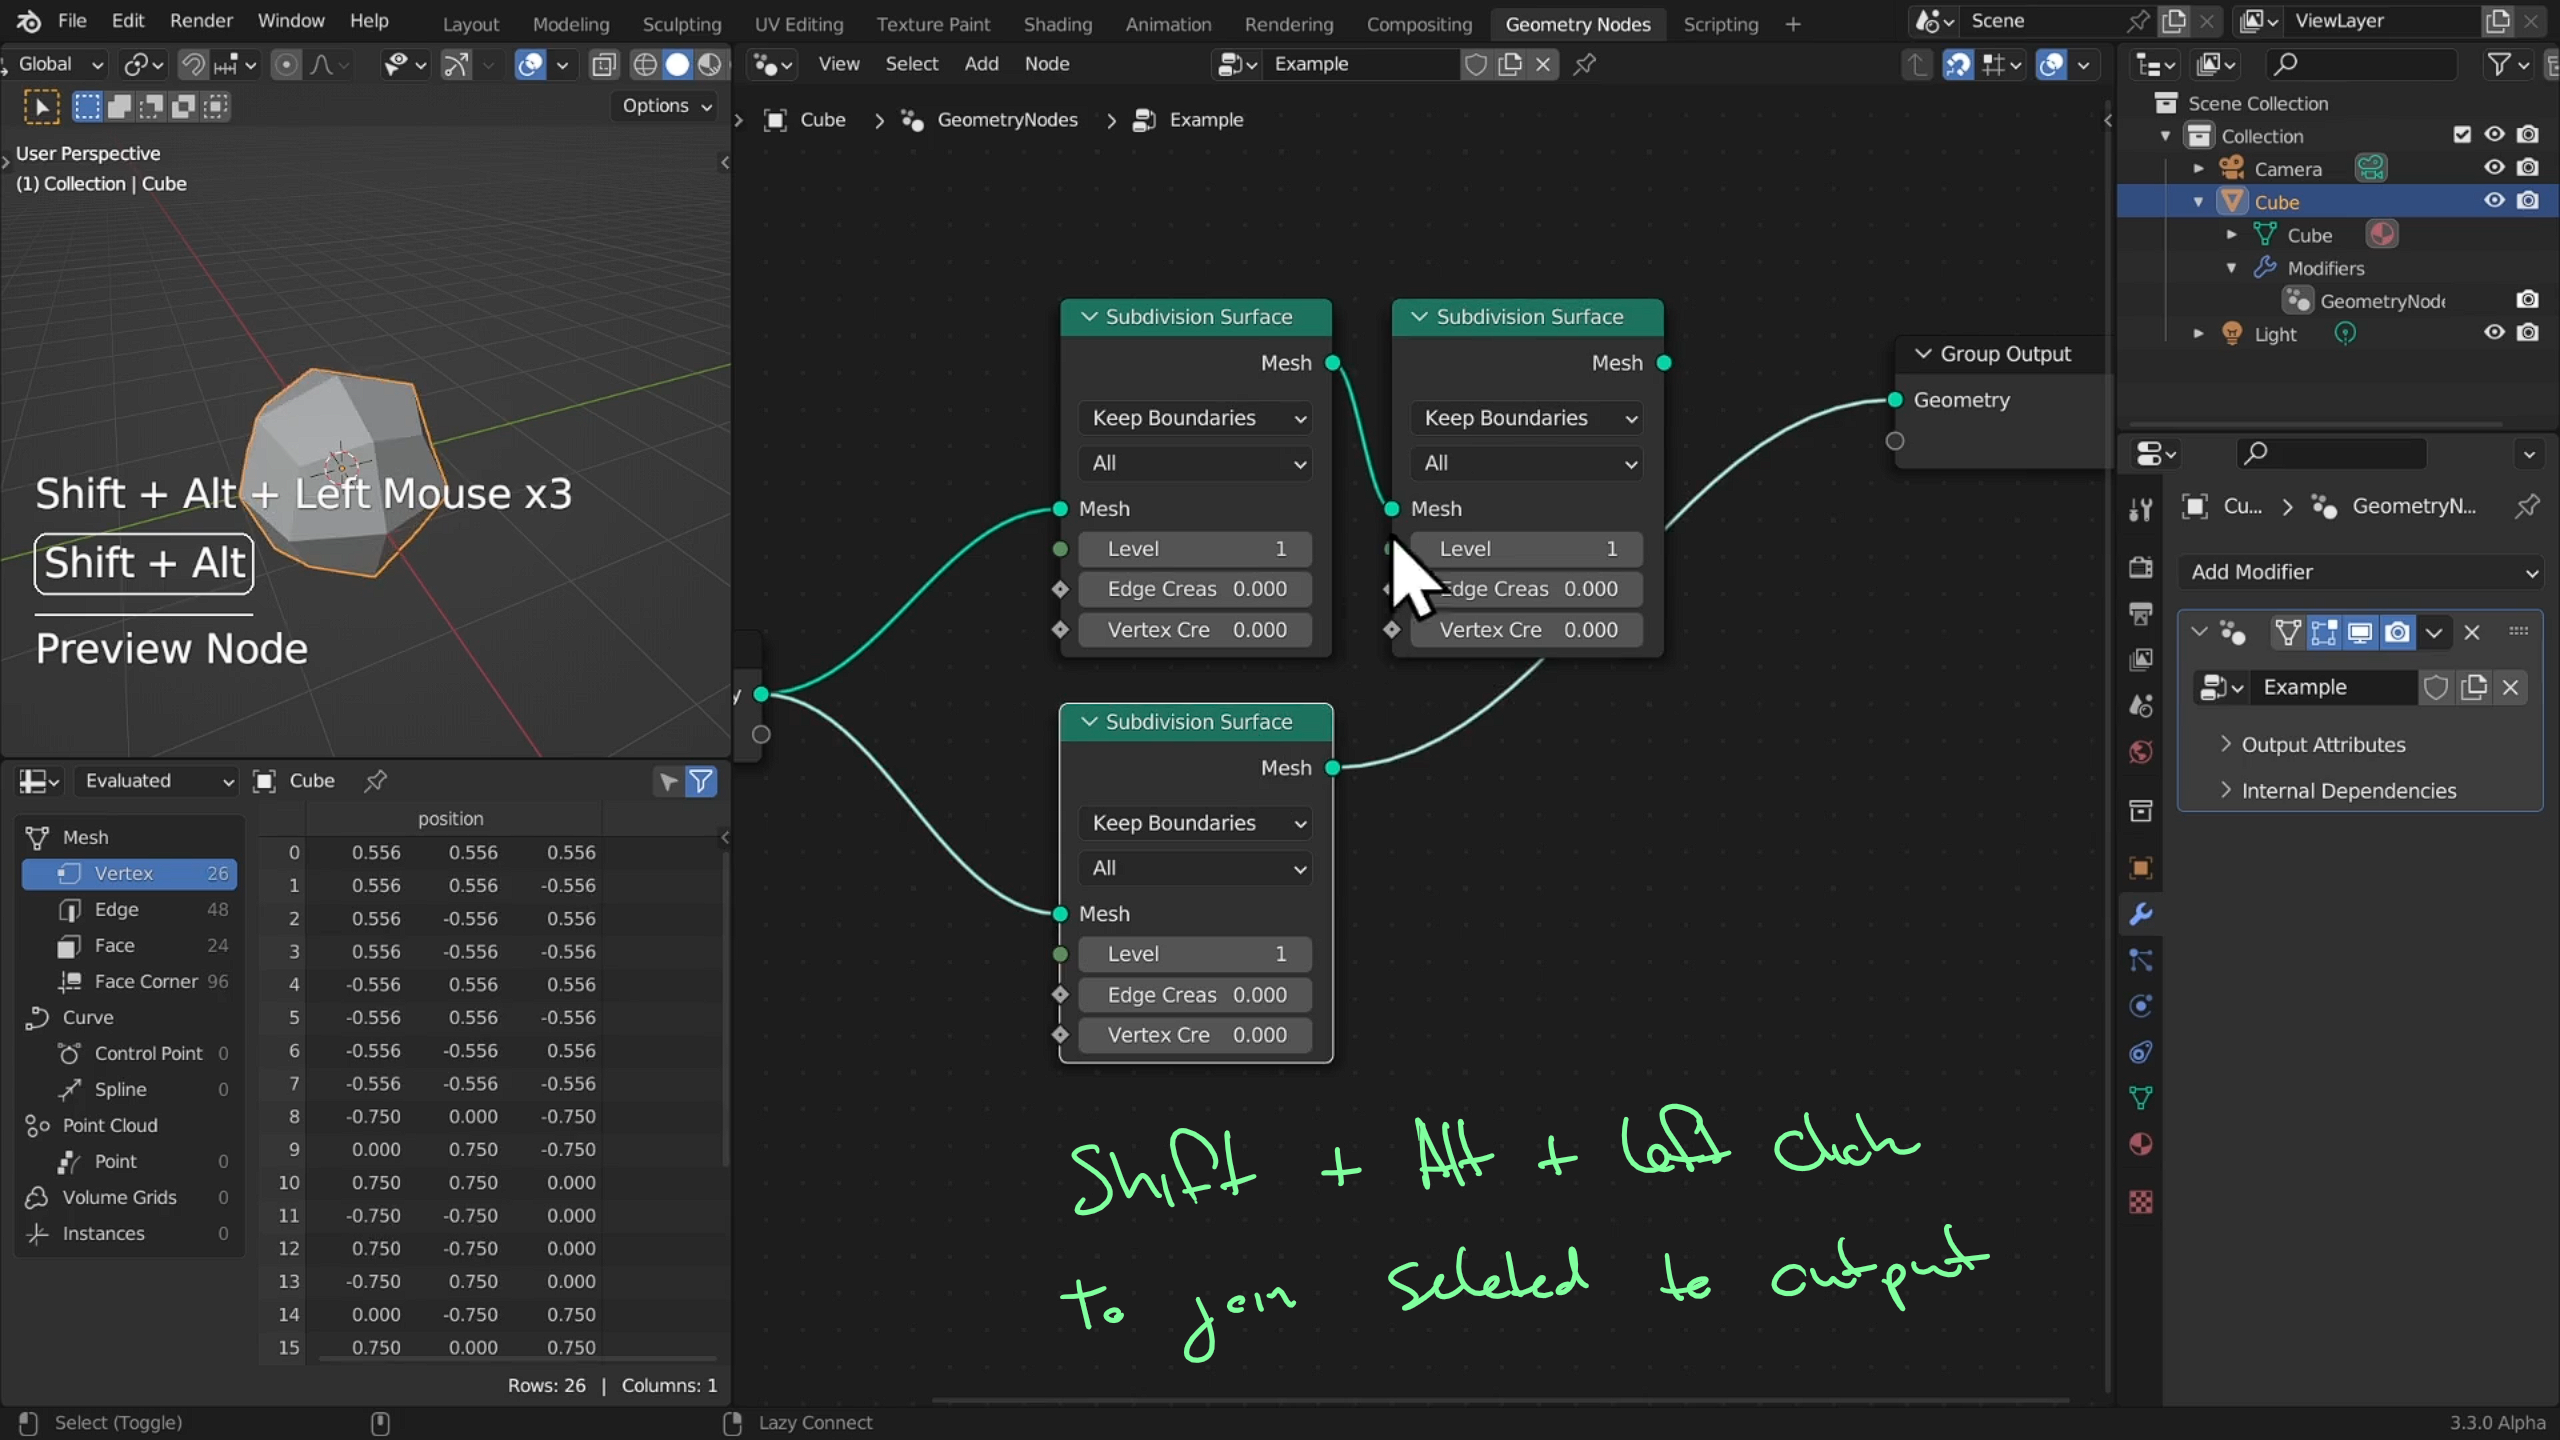 File Edit Render Window Help Layout Modeling Sculpting UV Editing Texture Paint Shading Animation Rendering Compositing Geometry Nodes Scripting + Scene ViewLayer
Global View Select Add Node Example
Options
Cube > GeometryNodes > Example
User Perspective
(1) Collection | Cube
Shift + Alt + Left Mouse x3
Shift + Alt
Preview Node
Subdivision Surface
Mesh
Keep Boundaries
All
Mesh
Level 1
Edge Creas 0.000
Vertex Cre 0.000
Subdivision Surface
Mesh
Keep Boundaries
All
Mesh
Level 1
Edge Creas 0.000
Vertex Cre 0.000
Group Output
Geometry
y
Subdivision Surface
Mesh
Keep Boundaries
All
Mesh
Level 1
Edge Creas 0.000
Vertex Cre 0.000
Shift + Alt + left click
to join seleted to output
Scene Collection
Collection
Camera
Cube
Cube
Modifiers
GeometryNode
Light
Cu... > GeometryN...
Add Modifier
Example
Output Attributes
Internal Dependencies
Evaluated Cube
Mesh
Vertex 26
Edge 48
Face 24
Face Corner 96
Curve
Control Point 0
Spline 0
Point Cloud
Point 0
Volume Grids 0
Instances 0
position
0 0.556 0.556 0.556
1 0.556 0.556 -0.556
2 0.556 -0.556 0.556
3 0.556 -0.556 -0.556
4 -0.556 0.556 0.556
5 -0.556 0.556 -0.556
6 -0.556 -0.556 0.556
7 -0.556 -0.556 -0.556
8 -0.750 0.000 -0.750
9 0.000 0.750 -0.750
10 0.750 0.750 0.000
11 -0.750 -0.750 0.000
12 0.750 -0.750 0.000
13 -0.750 0.750 0.000
14 0.000 -0.750 0.750
15 0.750 0.000 0.750
Rows: 26 | Columns: 1
Select (Toggle) Lazy Connect 3.3.0 Alpha